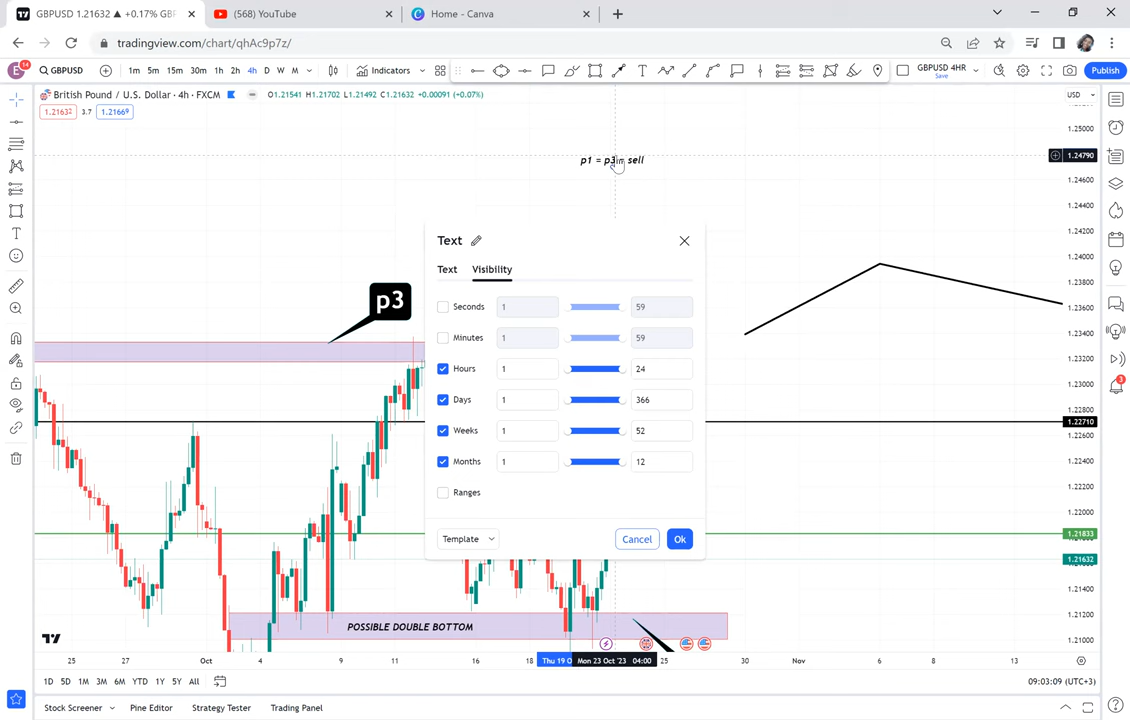 GBPUSD 1.21632 ▲ +0.17% GBP
(568) YouTube
Home - Canva
tradingview.com/chart/qhAc9p7z/
E 14
GBPUSD
1m 5m 15m 30m 1h 2h 4h D W M
Indicators
GBPUSD 4HR
Save
Publish
British Pound / U.S. Dollar · 4h · FXCM
O1.21541 H1.21702 L1.21492 C1.21632 +0.00091 (+0.07%)
USD
1.21632 3.7 1.21669
1.25000
p1 = p3 in sell
1.24790
1.24600
1.24400
1.24200
1.24000
1.23800
1.23600
1.23400
1.23200
1.23000
1.22800
1.22710
1.22600
1.22400
1.22200
1.22000
1.21833
1.21632
1.21400
1.21200
1.21000
p3
Text
Text Visibility
Seconds 1 59
Minutes 1 59
Hours 1 24
Days 1 366
Weeks 1 52
Months 1 12
Ranges
Template Cancel Ok
POSSIBLE DOUBLE BOTTOM
25 27 Oct 4 9 11 16 18 Thu 19 O Mon 23 Oct '23 04:00 25 30 Nov 6 8 13
1D 5D 1M 3M 6M YTD 1Y 5Y All
09:03:09 (UTC+3)
Stock Screener Pine Editor Strategy Tester Trading Panel
3